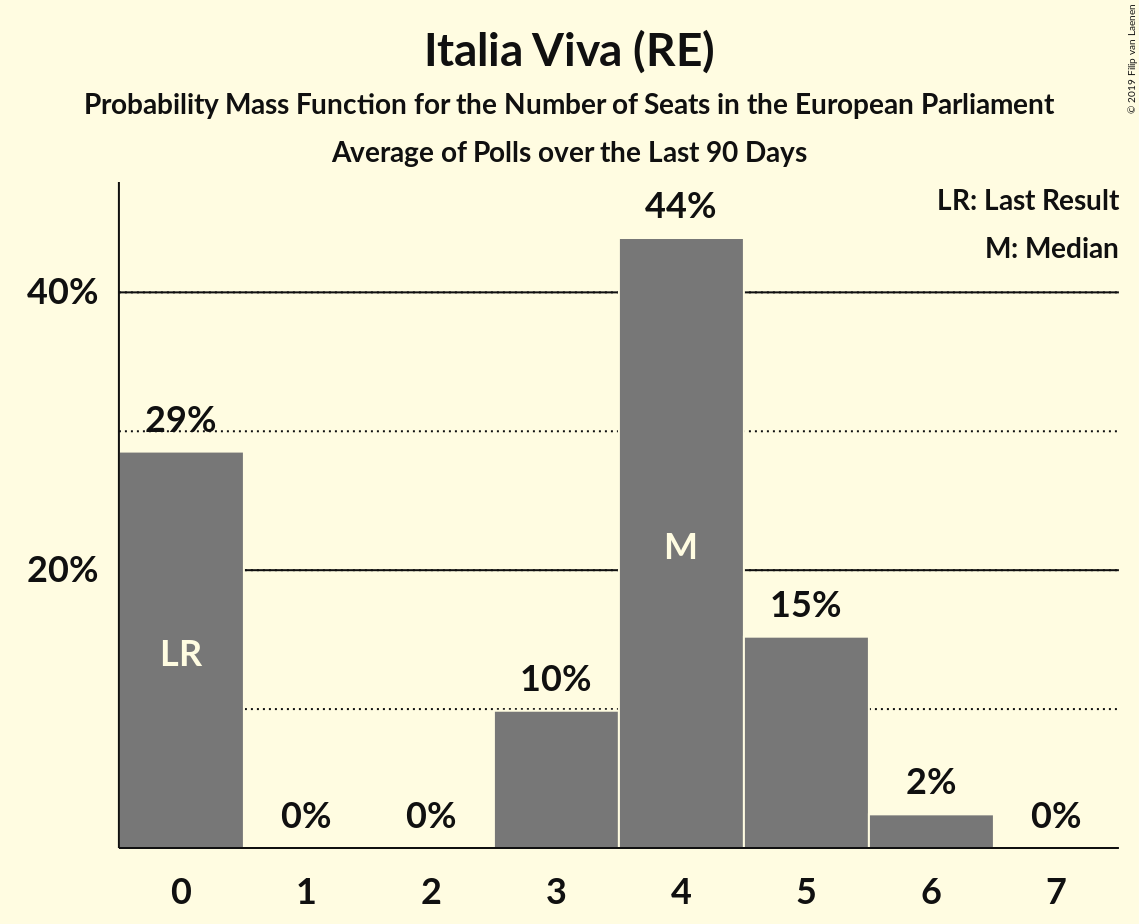 Italia Viva (RE)
Probability Mass Function for the Number of Seats in the European Parliament
Average of Polls over the Last 90 Days
© 2019 Filip van Laenen
LR: Last Result
M: Median
44%
40%
29%
M
20%
15%
LR
10%
2%
0%
0%
0%
0
1
2
3
4
5
6
7